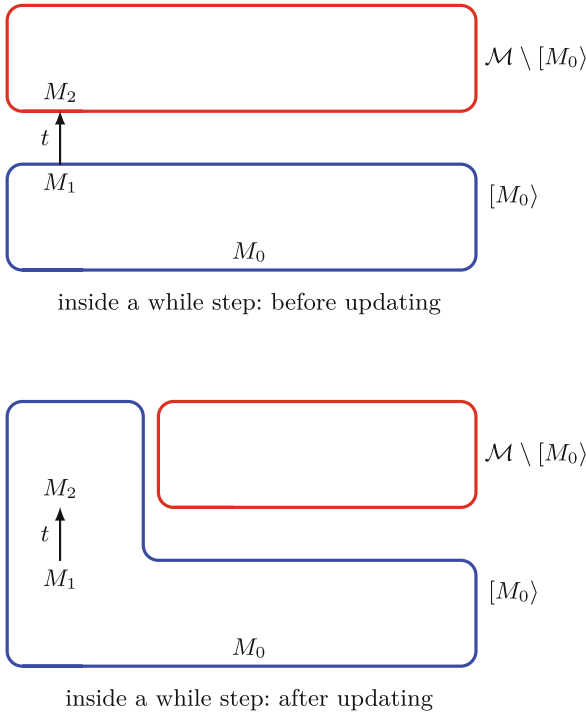 ℳ \ [M₀⟩
M₂
t
M₁
[M₀⟩
M₀
inside a while step: before updating
ℳ \ [M₀⟩
M₂
t
M₁
[M₀⟩
M₀
inside a while step: after updating